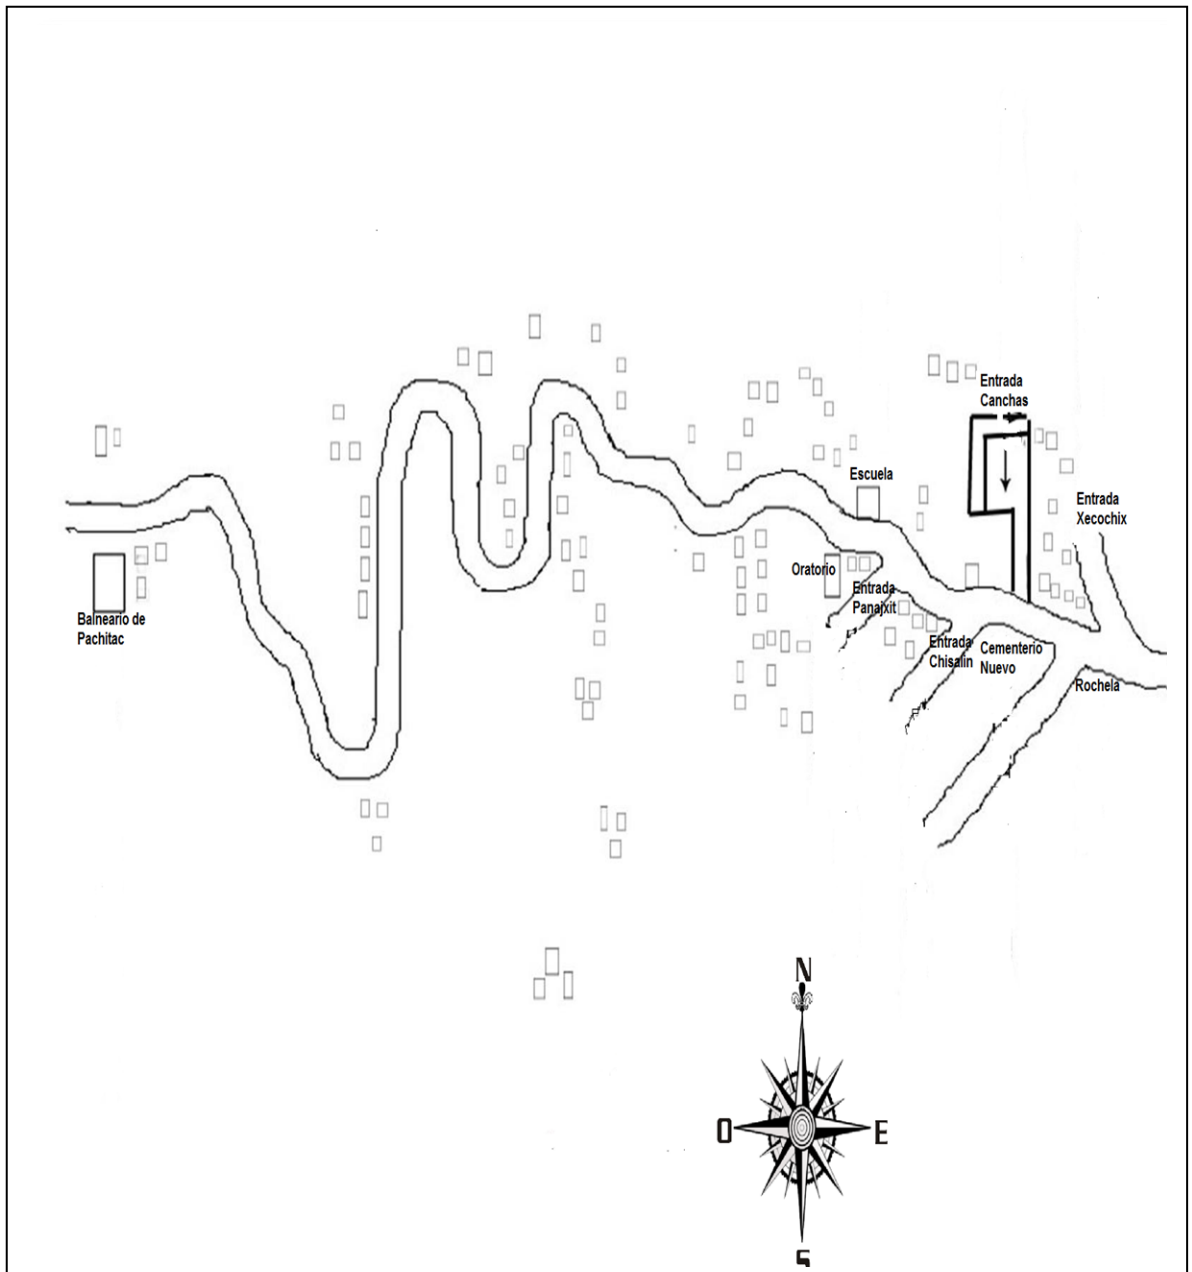 Entrada
Canchas
Escuela
Entrada
Xecochix
Oratorio
Entrada
Panajxit
Balneario de
Pachitac
Entrada
Chisalin
Cementerio
Nuevo
Rochela
N
O
E
S